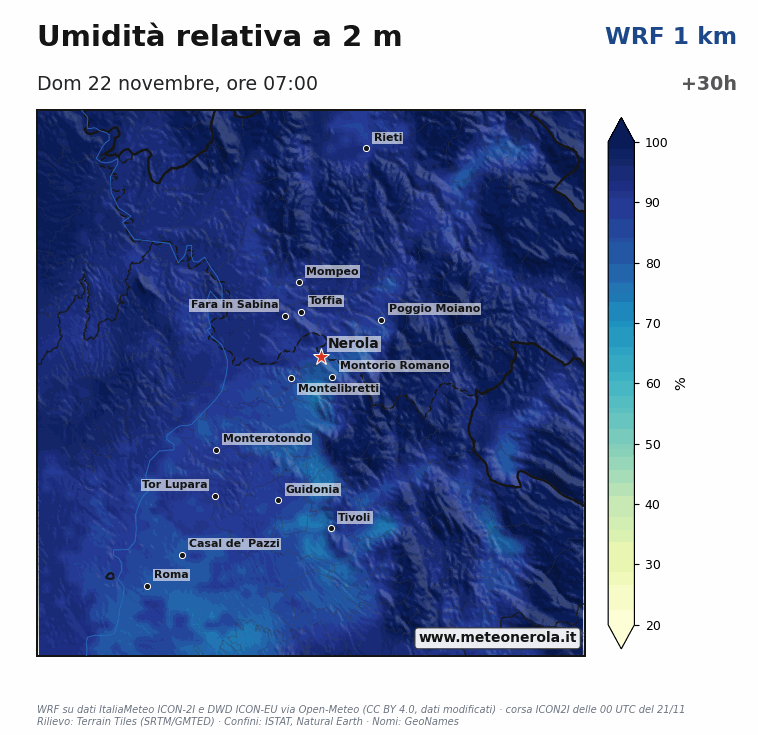 Umidità relativa a 2 m
WRF 1 km
Dom 22 novembre, ore 07:00
+30h
Rieti
Mompeo
Fara in Sabina
Toffia
Poggio Moiano
Nerola
Montorio Romano
Montelibretti
Monterotondo
Tor Lupara
Guidonia
Tivoli
Casal de' Pazzi
Roma
www.meteonerola.it
100
90
80
70
60
50
40
30
20
%
WRF su dati ItaliaMeteo ICON-2I e DWD ICON-EU via Open-Meteo (CC BY 4.0, dati modificati) · corsa ICON2I delle 00 UTC del 21/11
Rilievo: Terrain Tiles (SRTM/GMTED) · Confini: ISTAT, Natural Earth · Nomi: GeoNames